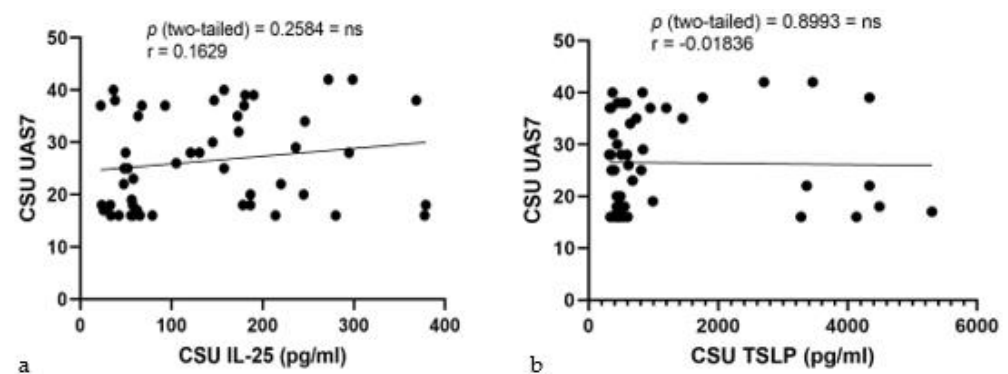 p (two-tailed) = 0.2584 = ns
r = 0.1629
50
40
30
20
10
0
CSU UAS7
0 100 200 300 400
CSU IL-25 (pg/ml)
a
p (two-tailed) = 0.8993 = ns
r = -0.01836
50
40
30
20
10
0
CSU UAS7
0 2000 4000 6000
CSU TSLP (pg/ml)
b